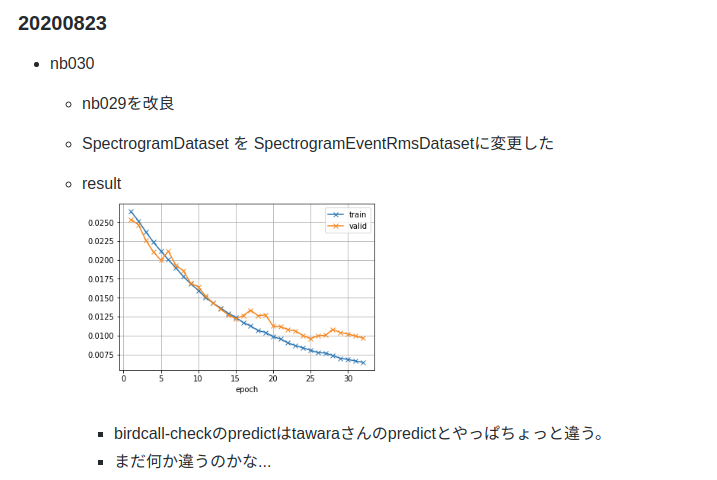 20200823
nb030
nb029を改良
SpectrogramDataset を SpectrogramEventRmsDatasetに変更した
result
train
valid
0.0250
0.0225
0.0200
0.0175
0.0150
0.0125
0.0100
0.0075
0 5 10 15 20 25 30
epoch
birdcall-checkのpredictはtawaraさんのpredictとやっぱちょっと違う。
まだ何か違うのかな...